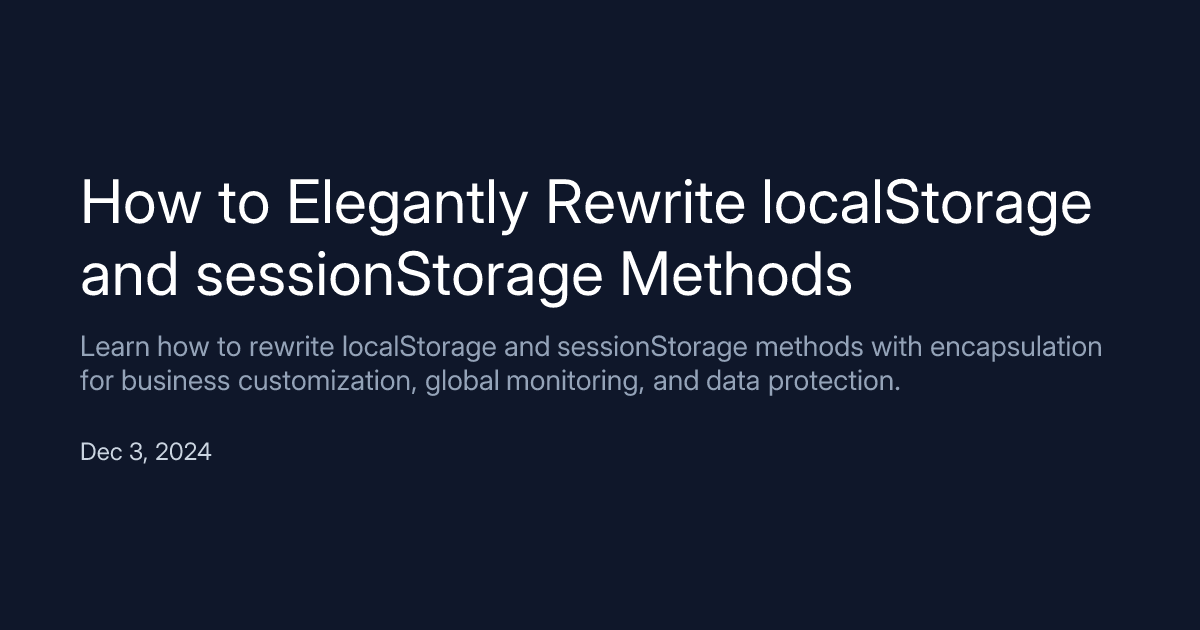 How to Elegantly Rewrite localStorage
and sessionStorage Methods
Learn how to rewrite localStorage and sessionStorage methods with encapsulation
for business customization, global monitoring, and data protection.
Dec 3, 2024